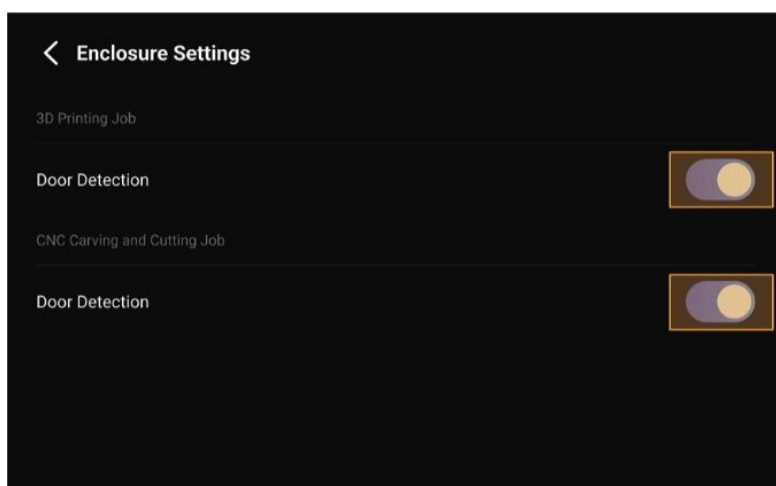 Enclosure Settings
3D Printing Job
Door Detection
CNC Carving and Cutting Job
Door Detection